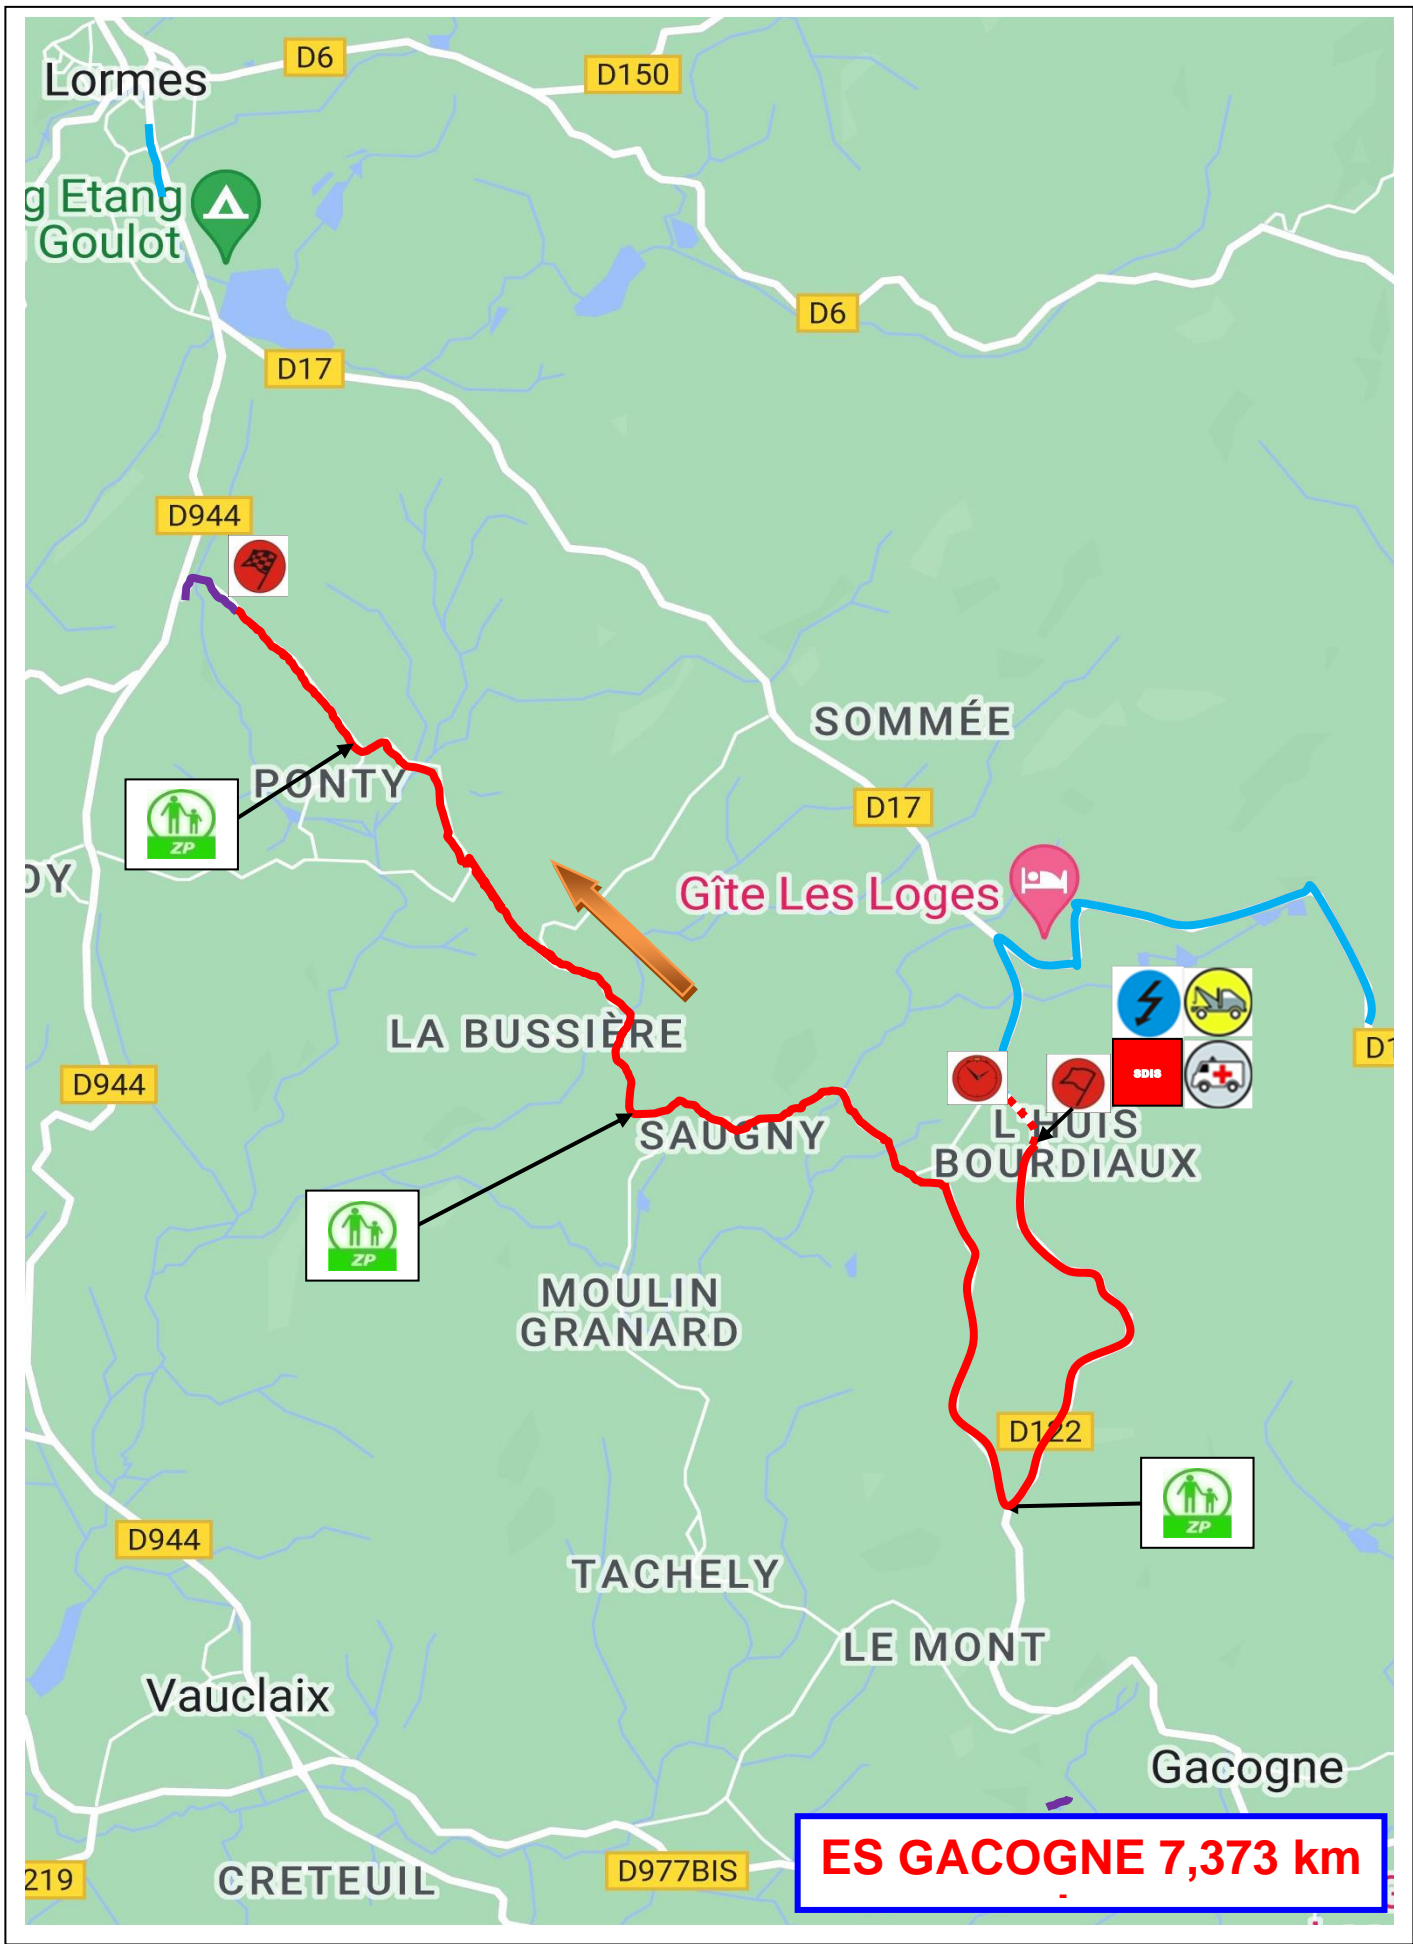 D6
D150
Lormes
g Etang
Goulot
D6
D17
D944
SOMMÉE
PONTY
D17
ZP
OY
Gîte Les Loges
LA BUSSIÈRE
D1
D944
SDIS
L HUIS
BOURDIAUX
SAUGNY
ZP
MOULIN
GRANARD
D122
ZP
D944
TACHELY
LE MONT
Vauclaix
Gacogne
ES GACOGNE 7,373 km
-
219
CRETEUIL
D977BIS